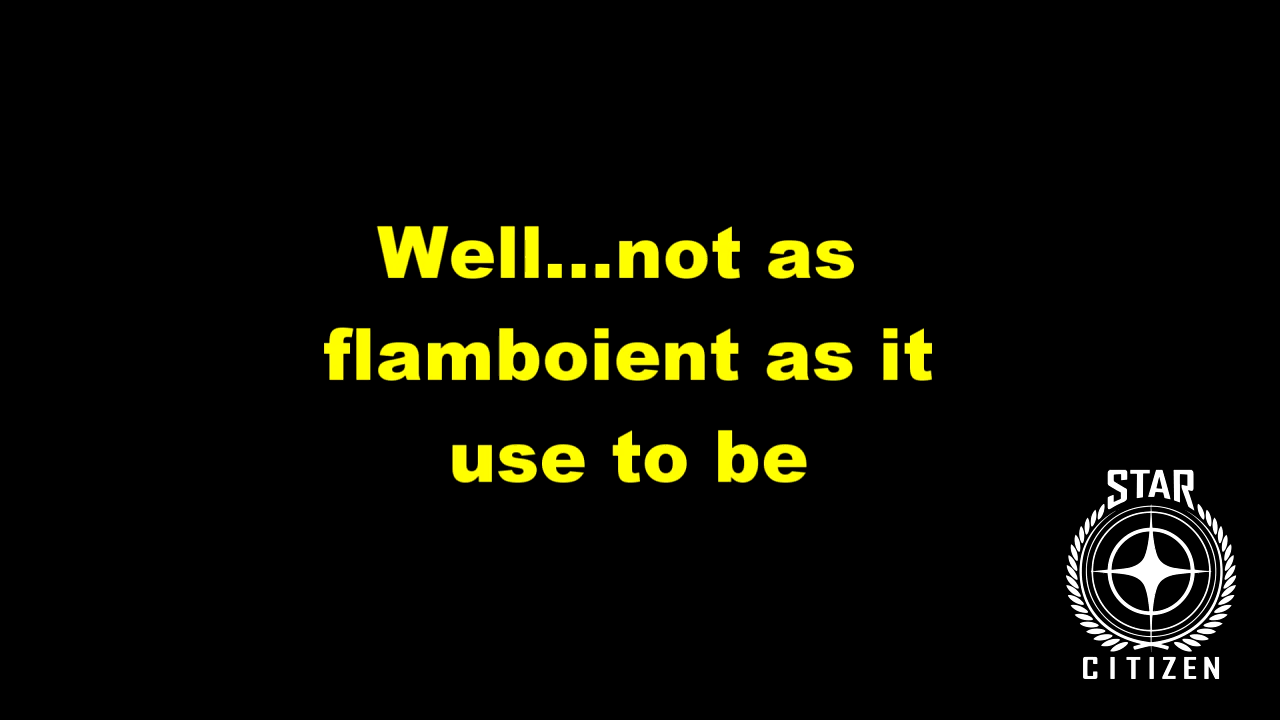 Well...not as
flamboient as it
use to be
STAR
CITIZEN